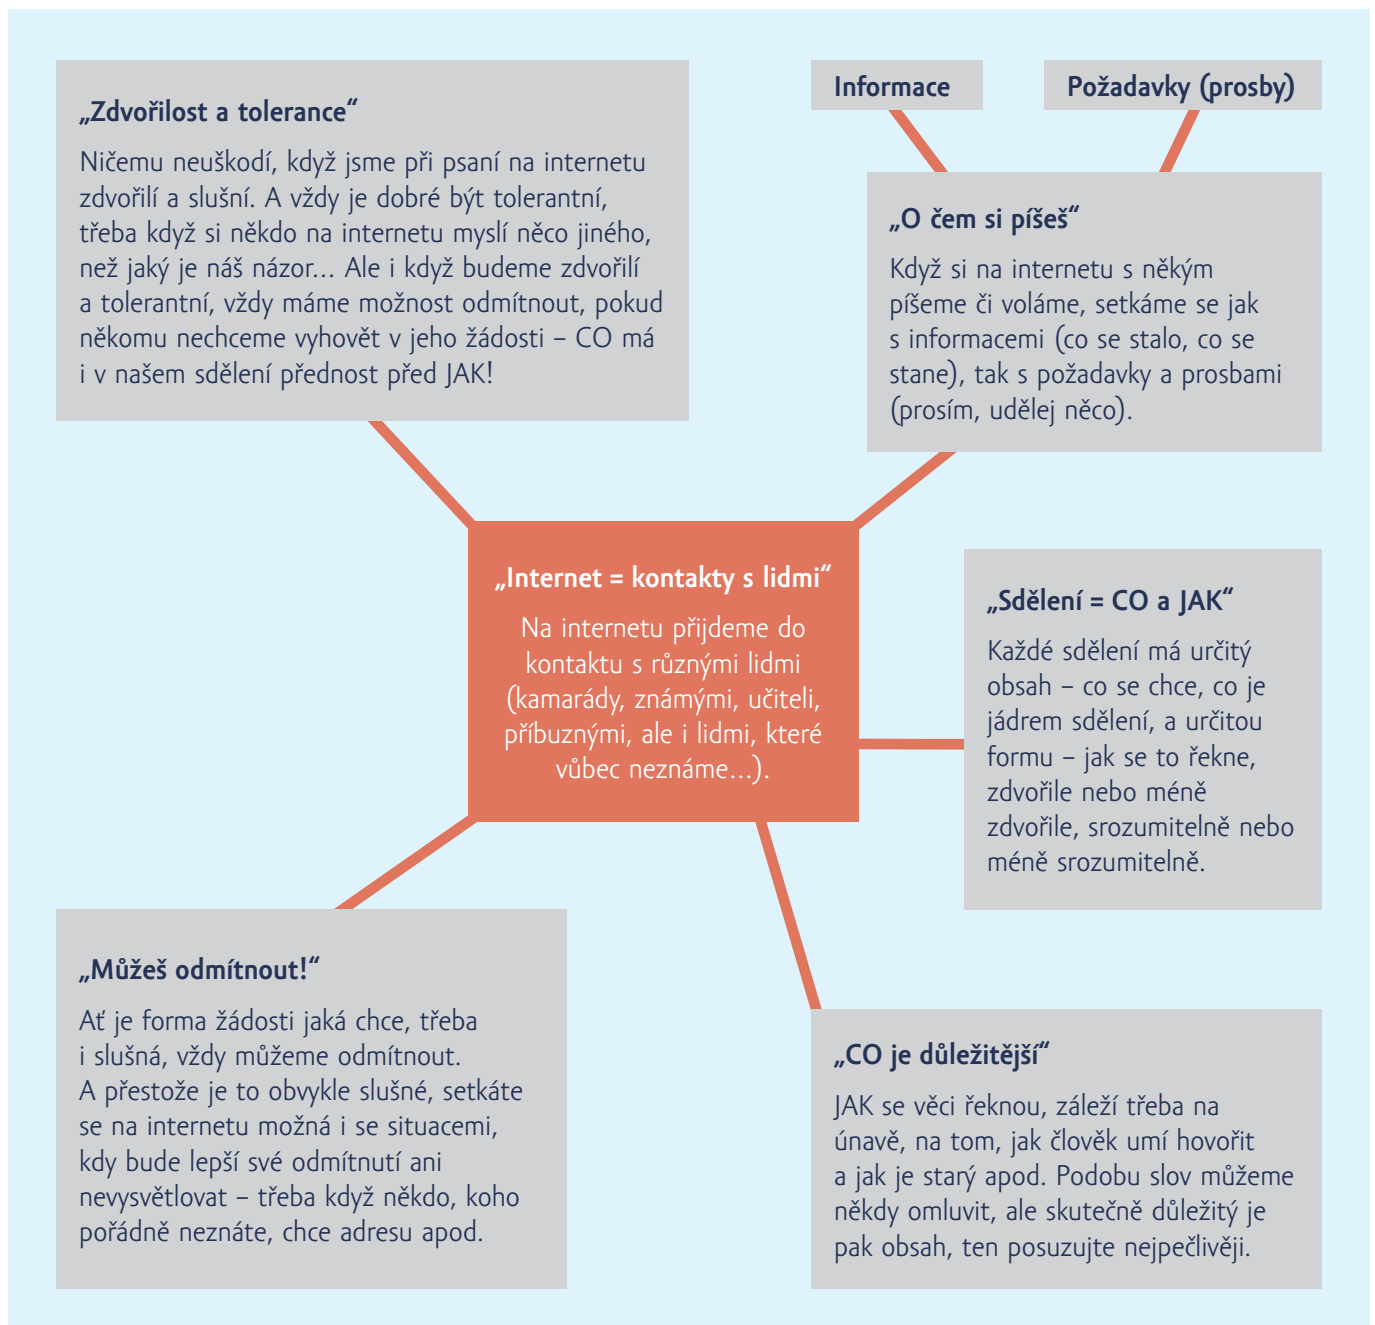 „Zdvořilost a tolerance“
Ničemu neuškodí, když jsme při psaní na internetu
zdvořilí a slušní. A vždy je dobré být tolerantní,
třeba když si někdo na internetu myslí něco jiného,
než jaký je náš názor… Ale i když budeme zdvořilí
a tolerantní, vždy máme možnost odmítnout, pokud
někomu nechceme vyhovět v jeho žádosti – CO má
i v našem sdělení přednost před JAK!
Informace
Požadavky (prosby)
„O čem si píšeš“
Když si na internetu s někým
píšeme či voláme, setkáme se jak
s informacemi (co se stalo, co se
stane), tak s požadavky a prosbami
(prosím, udělej něco).
„Internet = kontakty s lidmi“
Na internetu přijdeme do
kontaktu s různými lidmi
(kamarády, známými, učiteli,
příbuznými, ale i lidmi, které
vůbec neznáme…).
„Sdělení = CO a JAK“
Každé sdělení má určitý
obsah – co se chce, co je
jádrem sdělení, a určitou
formu – jak se to řekne,
zdvořile nebo méně
zdvořile, srozumitelně nebo
méně srozumitelně.
„Můžeš odmítnout!“
Ať je forma žádosti jaká chce, třeba
i slušná, vždy můžeme odmítnout.
A přestože je to obvykle slušné, setkáte
se na internetu možná i se situacemi,
kdy bude lepší své odmítnutí ani
nevysvětlovat – třeba když někdo, koho
pořádně neznáte, chce adresu apod.
„CO je důležitější“
JAK se věci řeknou, záleží třeba na
únavě, na tom, jak člověk umí hovořit
a jak je starý apod. Podobu slov můžeme
někdy omluvit, ale skutečně důležitý je
pak obsah, ten posuzujte nejpečlivěji.